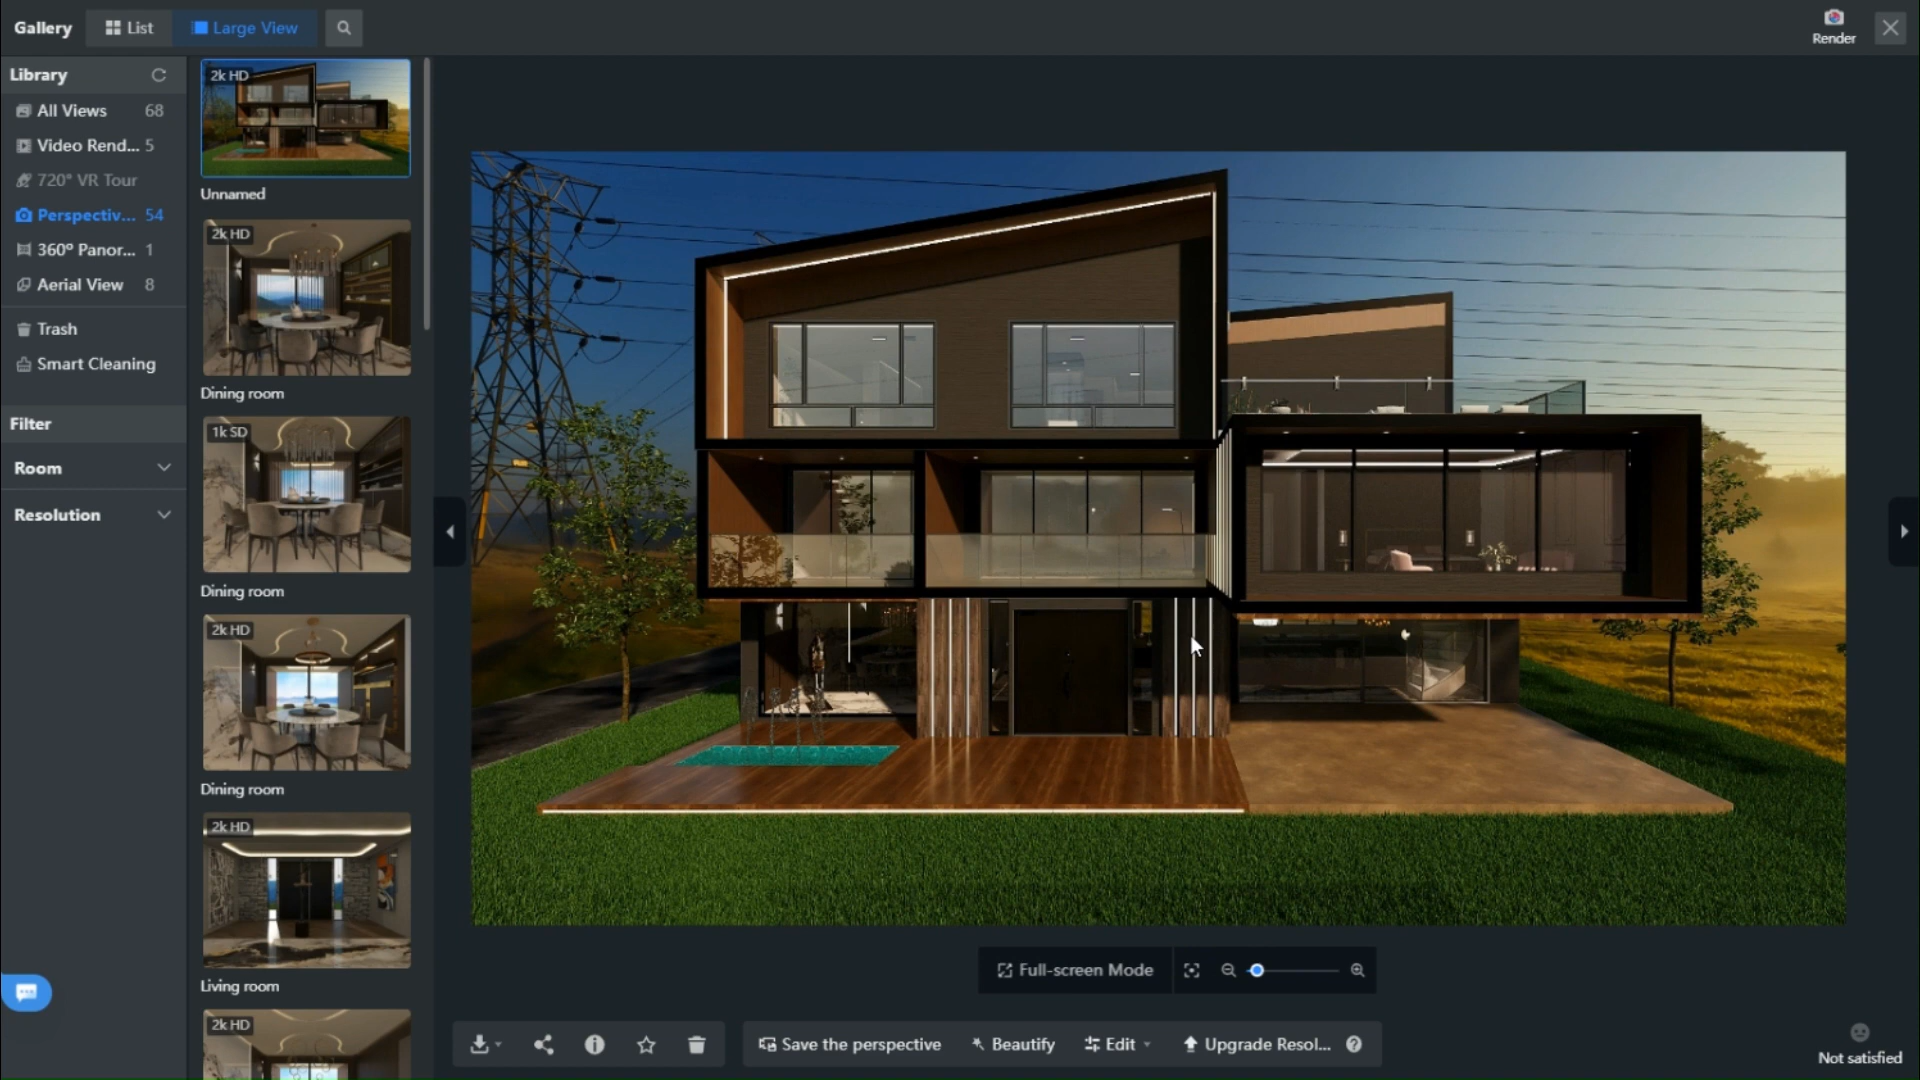 Gallery
List
Large View
Render
Library
All Views 68
Video Rend... 5
720° VR Tour
Perspectiv... 54
360º Panor... 1
Aerial View 8
Trash
Smart Cleaning
Filter
Room
Resolution
2k HD
Unnamed
2k HD
Dining room
1k SD
Dining room
2k HD
Dining room
2k HD
Living room
2k HD
Full-screen Mode
Save the perspective
Beautify
Edit
Upgrade Resol...
Not satisfied